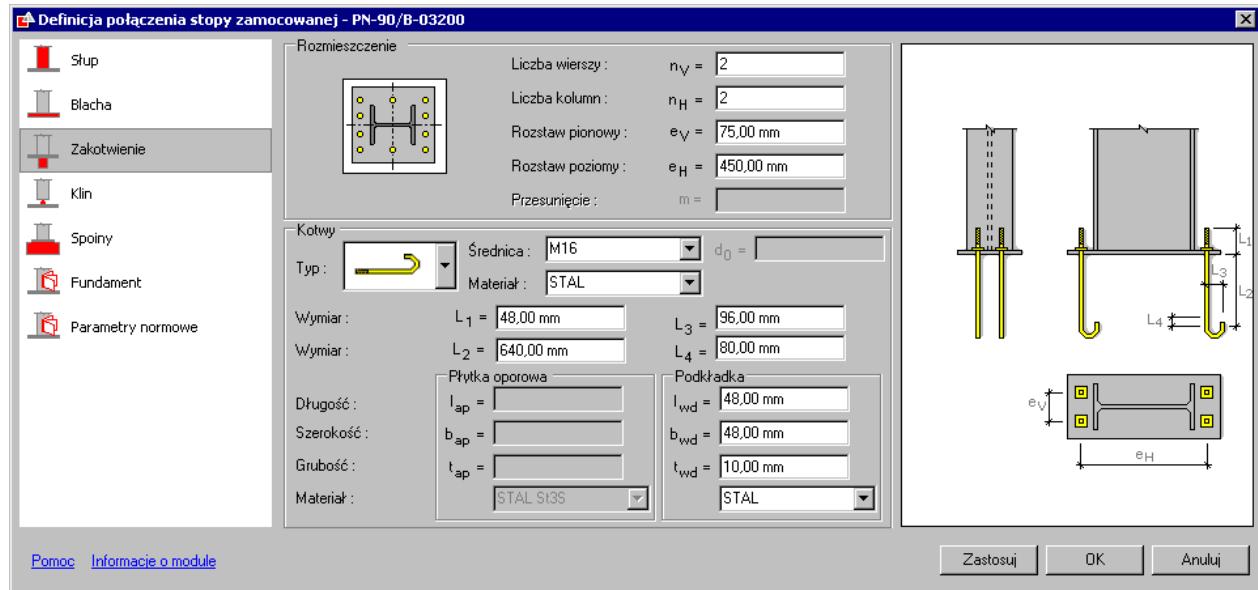 Definicja połączenia stopy zamocowanej - PN-90/B-03200
Słup
Blacha
Zakotwienie
Klin
Spoiny
Fundament
Parametry normowe
Rozmieszczenie
Liczba wierszy : nV = 2
Liczba kolumn : nH = 2
Rozstaw pionowy : eV = 75,00 mm
Rozstaw poziomy : eH = 450,00 mm
Przesunięcie : m =
Kotwy
Typ :
Średnica : M16 d0 =
Materiał : STAL
Wymiar : L1 = 48,00 mm L3 = 96,00 mm
Wymiar : L2 = 640,00 mm L4 = 80,00 mm
Płytka oporowa Podkładka
Długość : lap = lwd = 48,00 mm
Szerokość : bap = bwd = 48,00 mm
Grubość : tap = twd = 10,00 mm
Materiał : STAL St3S STAL
L1
L3
L2
L4
eV
eH
Pomoc Informacje o module
Zastosuj OK Anuluj